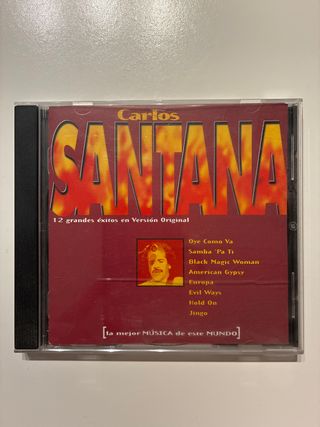 Carlos
SANTANA
12 grandes éxitos en Versión Original
Oye Como Va
Samba 'Pa Ti
Black Magic Woman
American Gypsy
Europa
Evil Ways
Hold On
Jingo
[la mejor MÚSICA de este MUNDO]